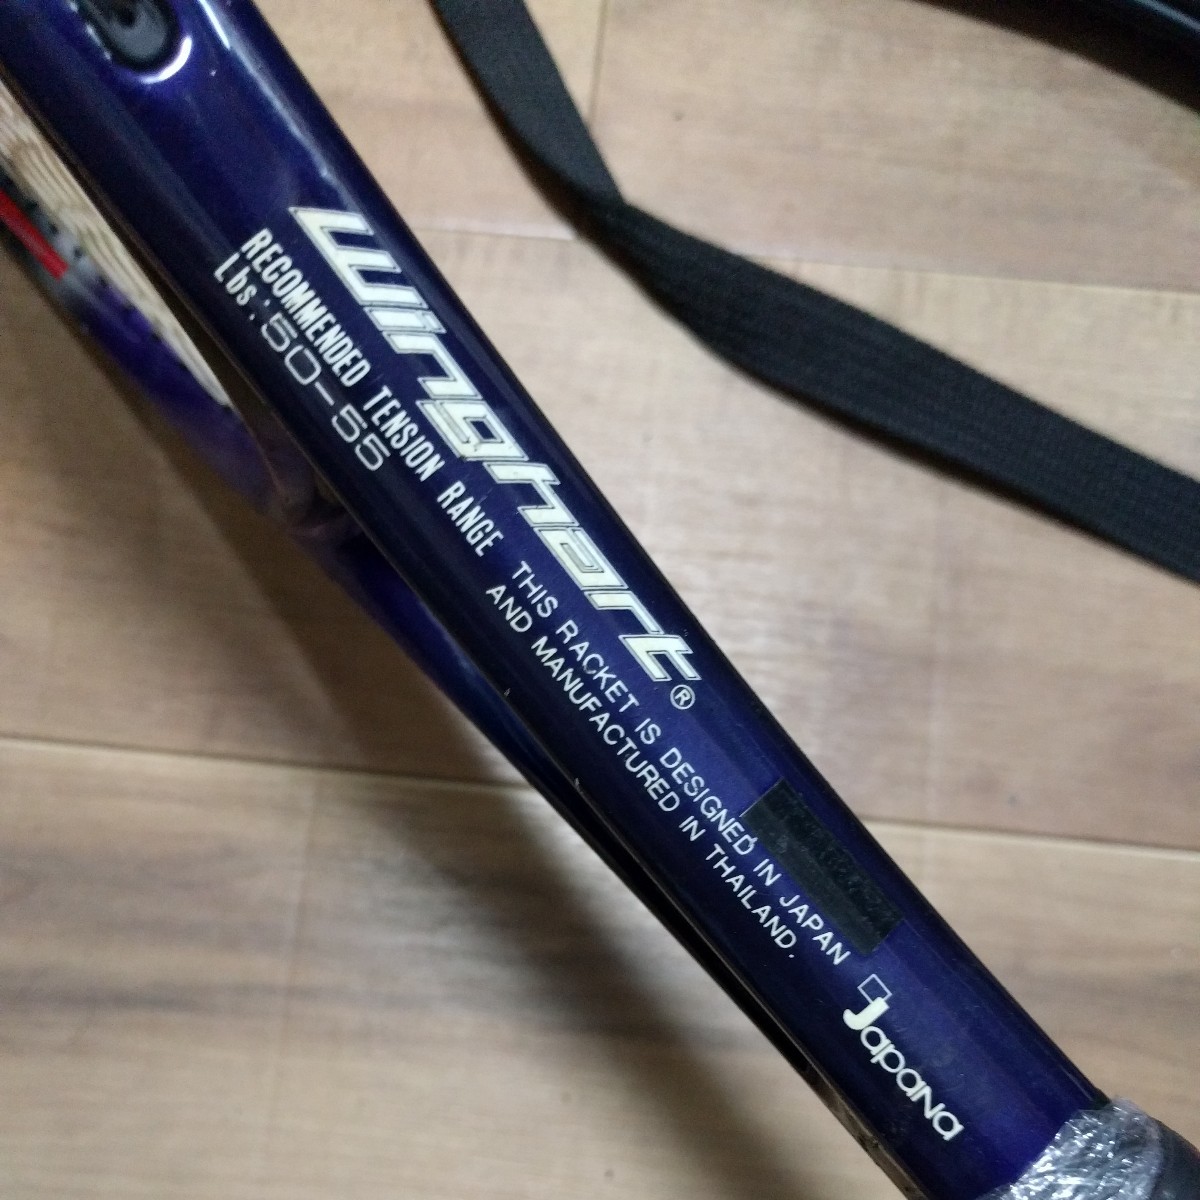 winghart®
RECOMMENDED TENSION RANGE
Lbs.:50-55
THIS RACKET IS DESIGNED IN JAPAN
AND MANUFACTURED IN THAILAND.
Japana